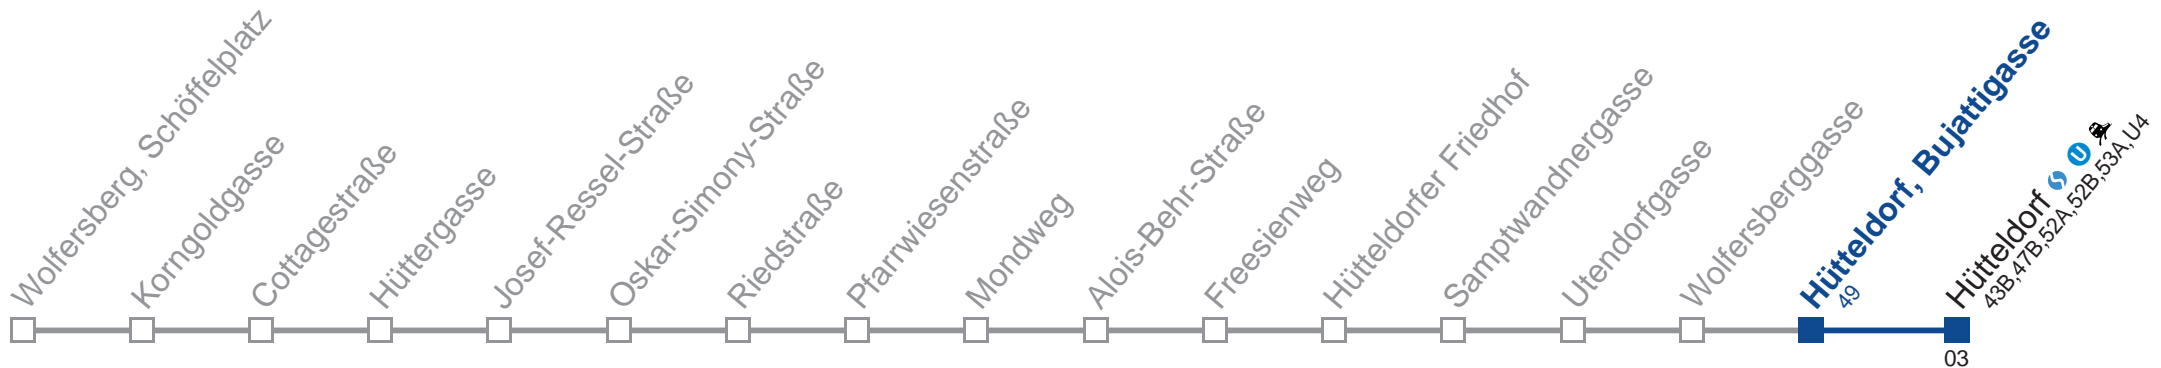 Wolfersberg, Schöffelplatz
Korngoldgasse
Cottagestraße
Hüttergasse
Josef-Ressel-Straße
Oskar-Simony-Straße
Riedstraße
Pfarrwiesenstraße
Mondweg
Alois-Behr-Straße
Freesienweg
Hütteldorfer Friedhof
Samptwandnergasse
Utendorfgasse
Wolfersberggasse
Hütteldorf, Bujattigasse
49
Hütteldorf S U
43B,47B,52A,52B,53A,U4
03